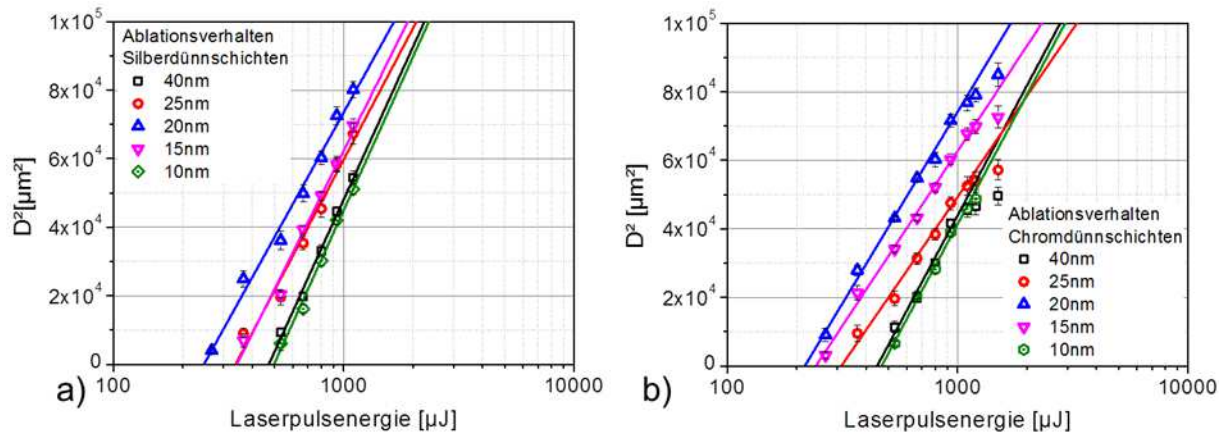 1x10⁵
8x10⁴
6x10⁴
4x10⁴
2x10⁴
0
D²[µm²]
Ablationsverhalten
Silberdünnschichten
40nm
25nm
20nm
15nm
10nm
100
1000
10000
a)
Laserpulsenergie [µJ]
1x10⁵
8x10⁴
6x10⁴
4x10⁴
2x10⁴
0
D² [µm²]
Ablationsverhalten
Chromdünnschichten
40nm
25nm
20nm
15nm
10nm
100
1000
10000
b)
Laserpulsenergie [µJ]